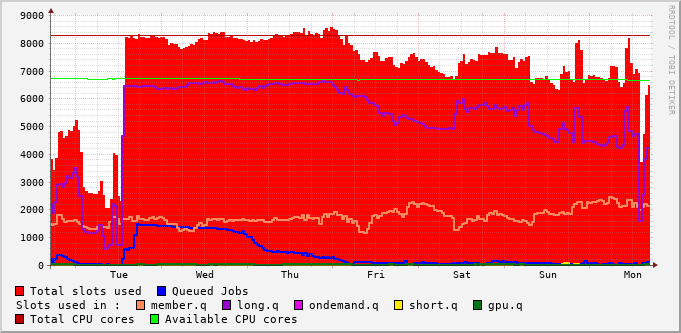 9000
8000
7000
6000
5000
4000
3000
2000
1000
0
Tue Wed Thu Fri Sat Sun Mon
Total slots used Queued Jobs
Slots used in : member.q long.q ondemand.q short.q gpu.q
Total CPU cores Available CPU cores
RRDTOOL / TOBI OETIKER